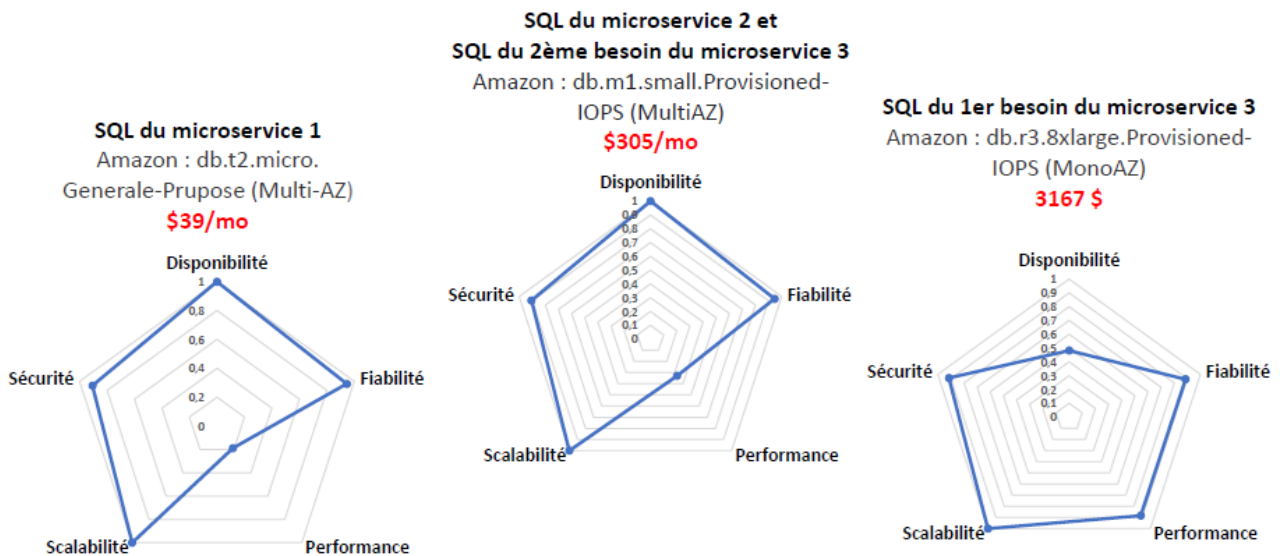 SQL du microservice 1
Amazon : db.t2.micro.
Generale-Prupose (Multi-AZ)
$39/mo
Disponibilité
1
0,8
0,6
0,4
0,2
0
Sécurité
Fiabilité
Scalabilité
Performance
SQL du microservice 2 et
SQL du 2ème besoin du microservice 3
Amazon : db.m1.small.Provisioned-
IOPS (MultiAZ)
$305/mo
Disponibilité
1
0,9
0,8
0,7
0,6
0,5
0,4
0,3
0,2
0,1
0
Sécurité
Fiabilité
Scalabilité
Performance
SQL du 1er besoin du microservice 3
Amazon : db.r3.8xlarge.Provisioned-
IOPS (MonoAZ)
3167 $
Disponibilité
1
0,9
0,8
0,7
0,6
0,5
0,4
0,3
0,2
0,1
0
Sécurité
Fiabilité
Scalabilité
Performance